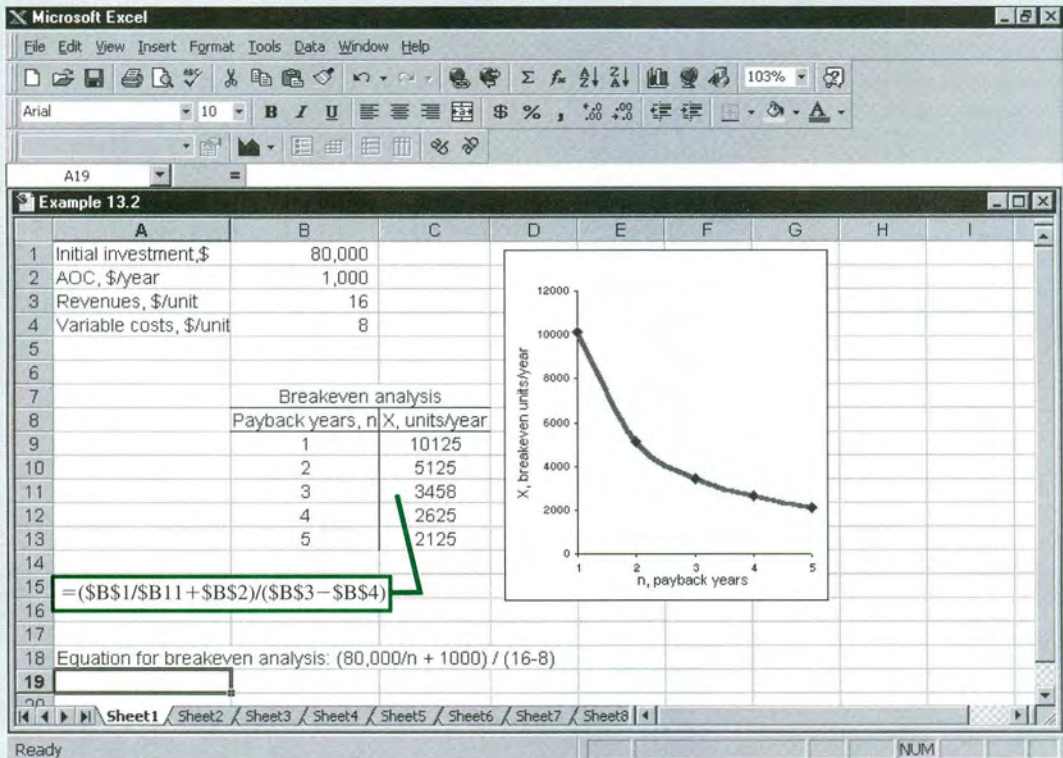 Microsoft Excel
File Edit View Insert Format Tools Data Window Help
103%
Arial 10 B I U $ % ,
A19 =
Example 13.2
A B C D E F G H I
1 Initial investment,$ 80,000
2 AOC, $/year 1,000
3 Revenues, $/unit 16
4 Variable costs, $/unit 8
5
6
7 Breakeven analysis
8 Payback years, n X, units/year
9 1 10125
10 2 5125
11 3 3458
12 4 2625
13 5 2125
14
15 =($B$1/$B11+$B$2)/($B$3−$B$4)
16
17
18 Equation for breakeven analysis: (80,000/n + 1000) / (16-8)
19
20
12000
10000
8000
6000
4000
2000
0
X, breakeven units/year
1 2 3 4 5
n, payback years
Sheet1 Sheet2 Sheet3 Sheet4 Sheet5 Sheet6 Sheet7 Sheet8
Ready NUM